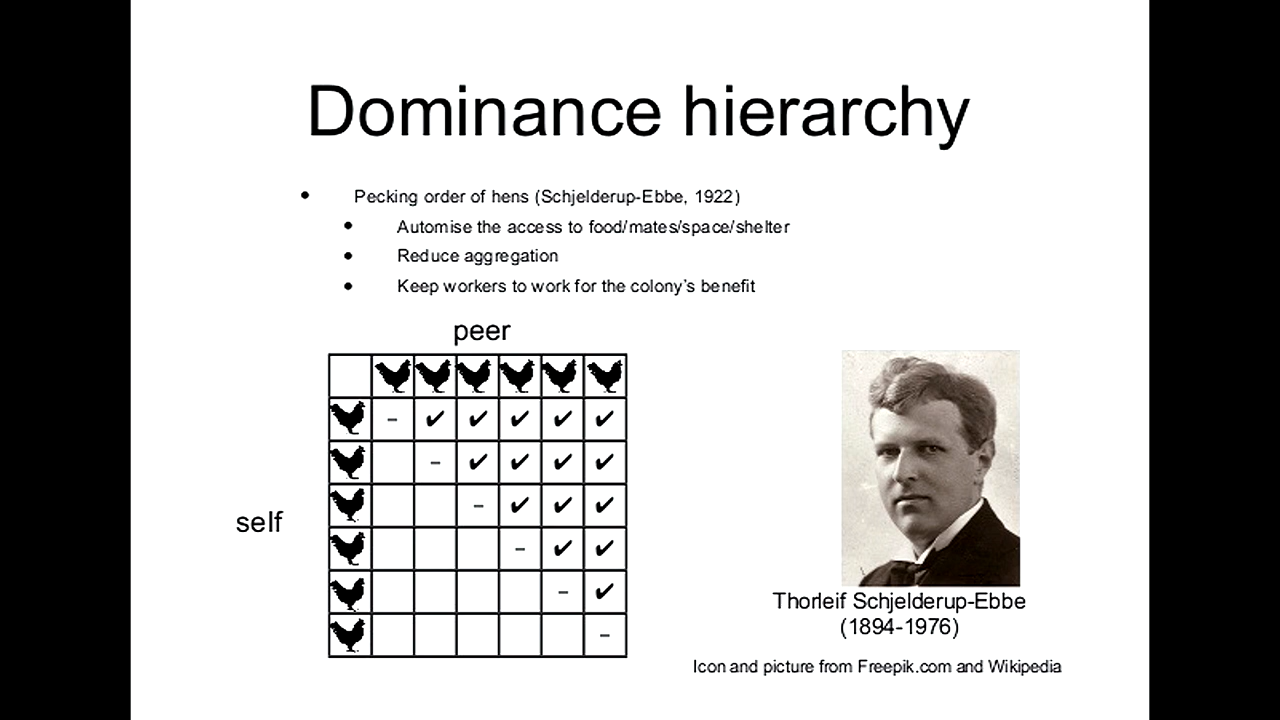 Dominance hierarchy
• Pecking order of hens (Schjelderup-Ebbe, 1922)
• Automise the access to food/mates/space/shelter
• Reduce aggregation
• Keep workers to work for the colony’s benefit
peer
- ✓ ✓ ✓ ✓ ✓
- ✓ ✓ ✓ ✓
- ✓ ✓ ✓
self
- ✓ ✓
- ✓
-
Thorleif Schjelderup-Ebbe
(1894-1976)
Icon and picture from Freepik.com and Wikipedia